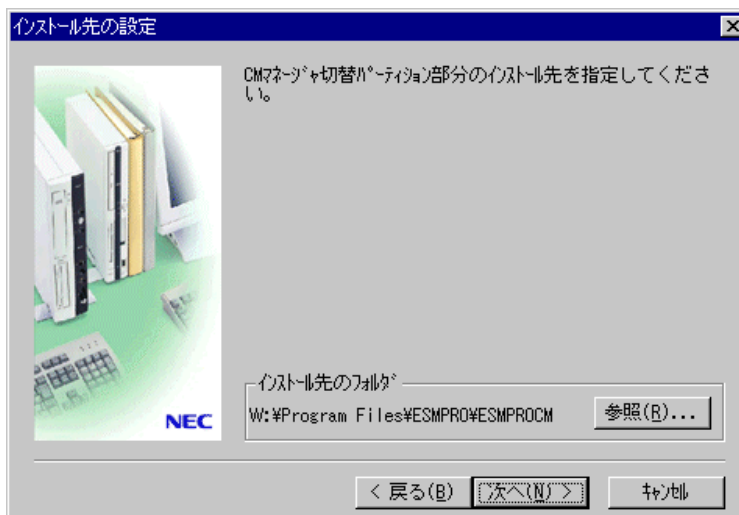 インストール先の設定
CMﾏﾈｰｼﾞｬ切替ﾊﾟｰﾃｨｼｮﾝ部分のｲﾝｽﾄｰﾙ先を指定してくださ
い。
NEC
ｲﾝｽﾄｰﾙ先のﾌｫﾙﾀﾞ
W:¥Program Files¥ESMPRO¥ESMPROCM
参照(R)...
< 戻る(B)
次へ(N) >
ｷｬﾝｾﾙ